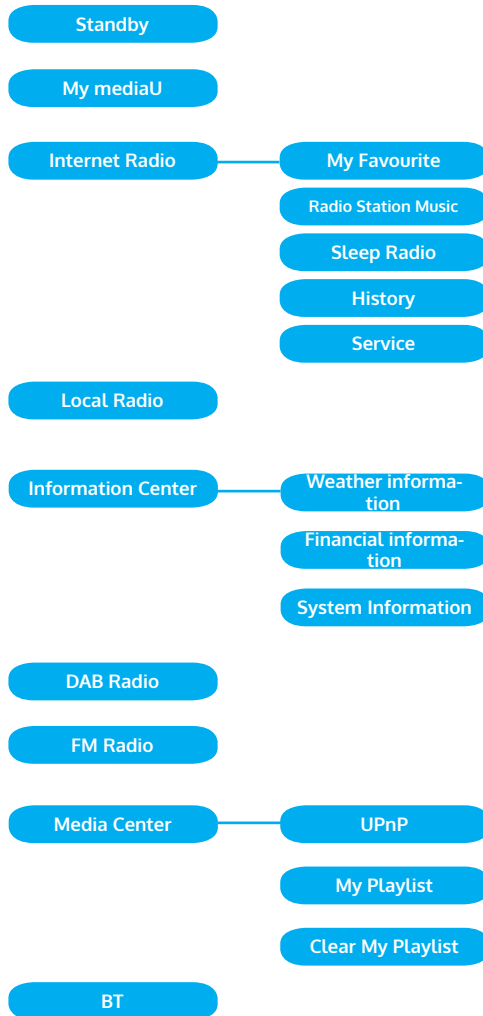 Standby
My mediaU
Internet Radio
My Favourite
Radio Station Music
Sleep Radio
History
Service
Local Radio
Information Center
Weather informa-
tion
Financial informa-
tion
System Information
DAB Radio
FM Radio
Media Center
UPnP
My Playlist
Clear My Playlist
BT